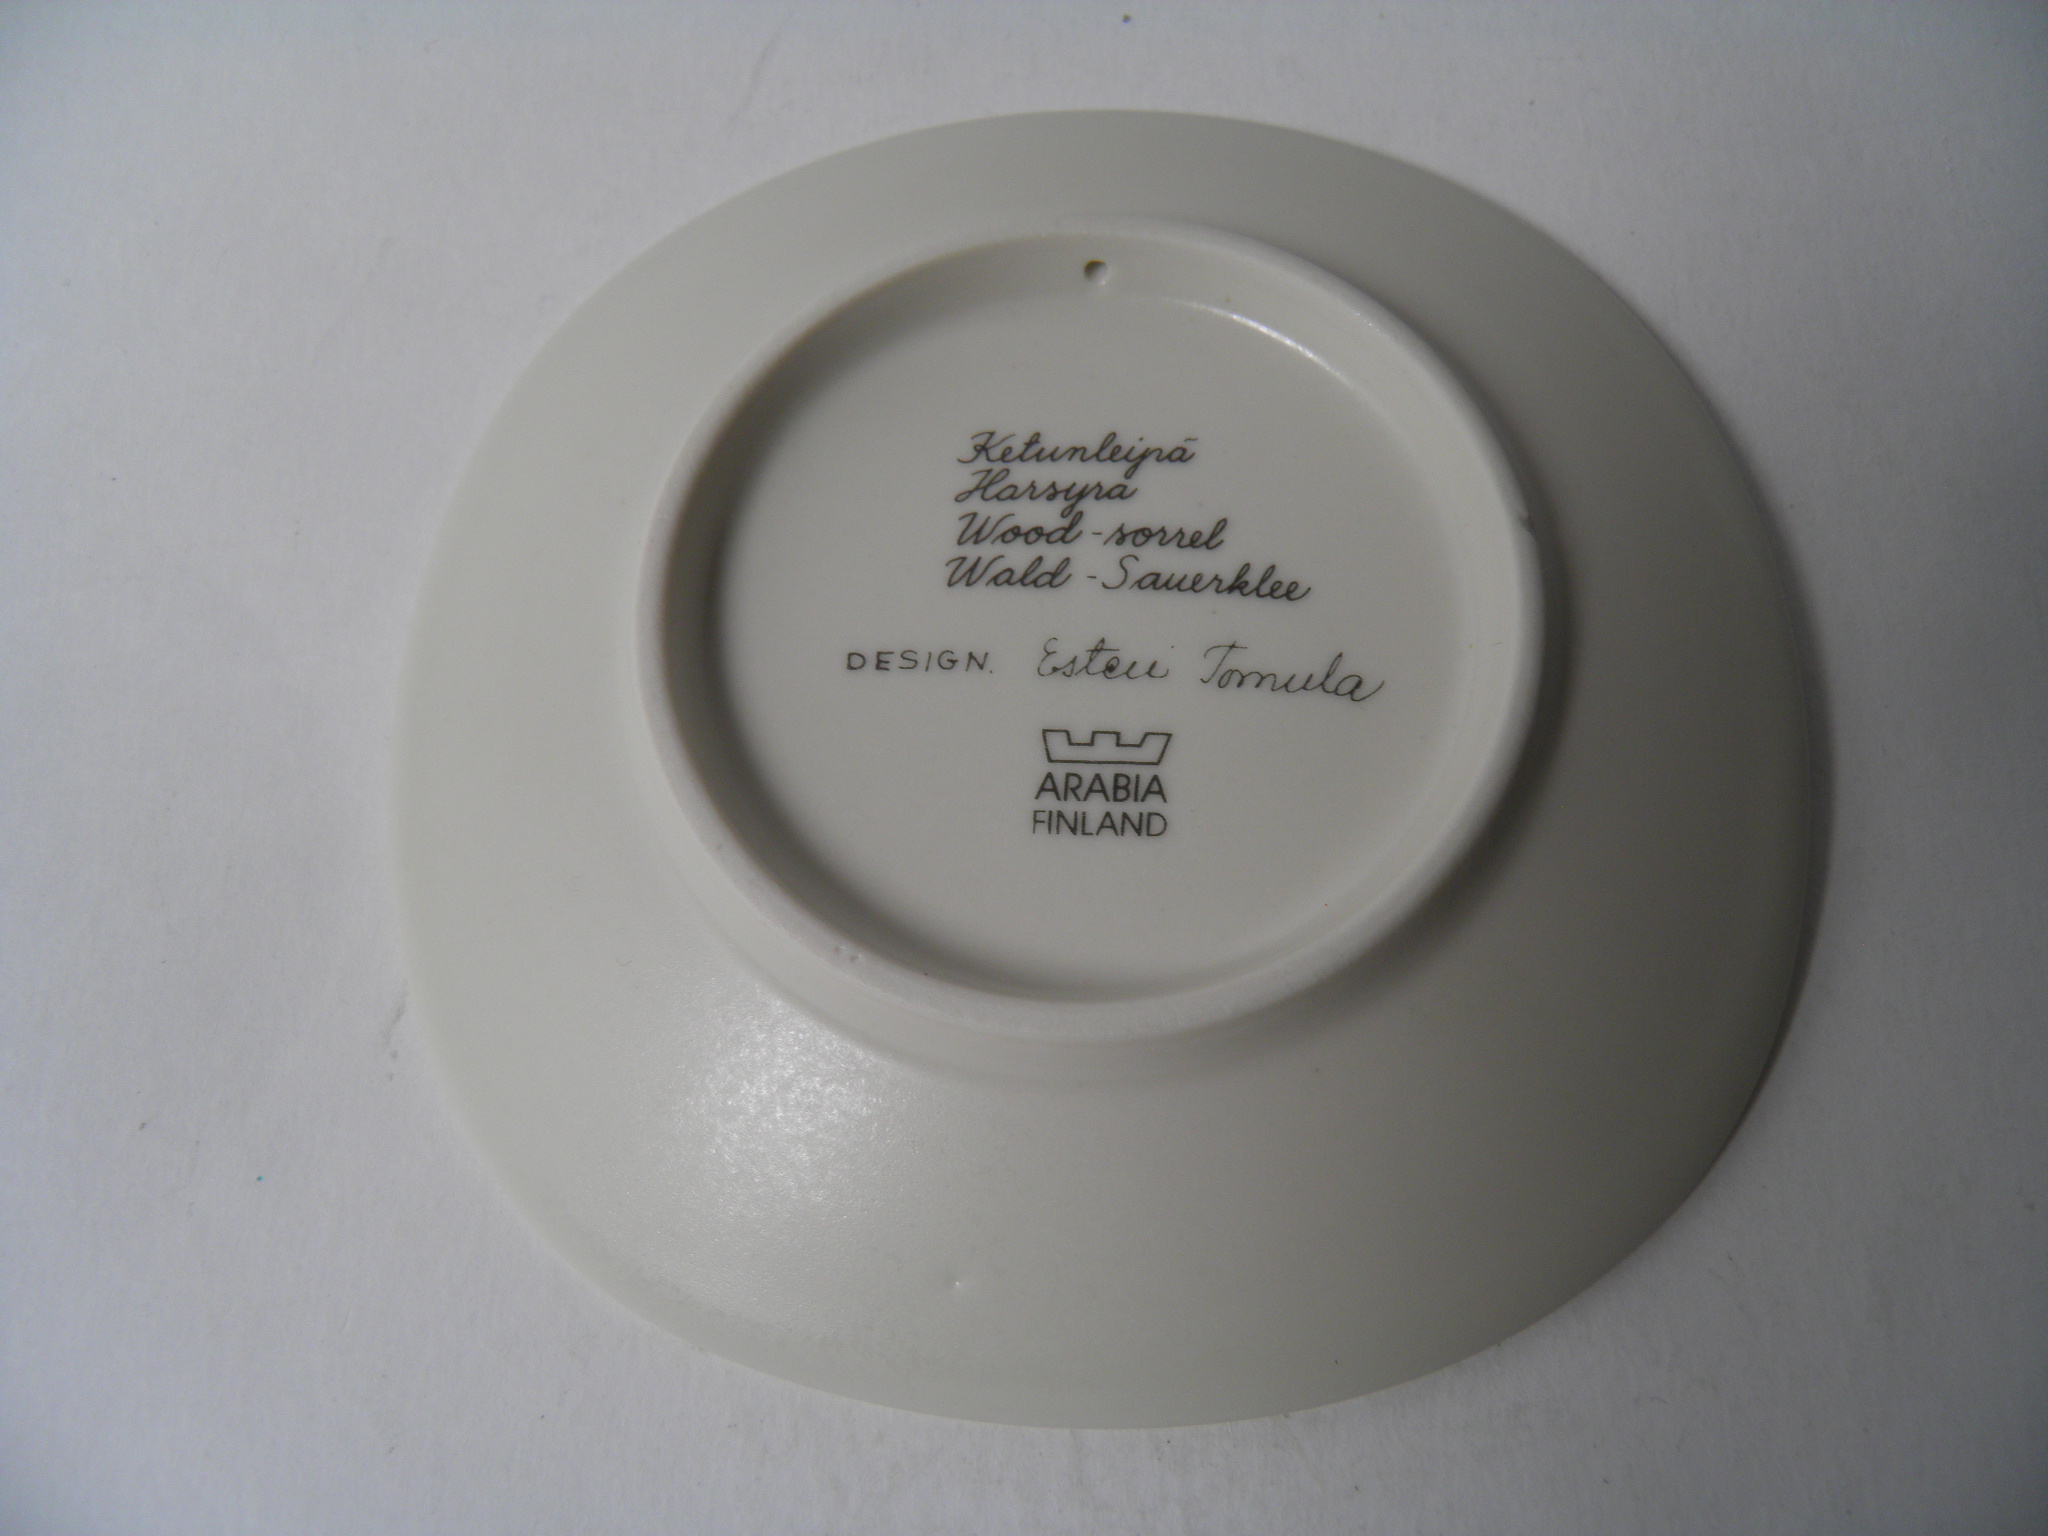 Ketunleipä
Harsyra
Wood-sorrel
Wald-Sauerklee
DESIGN. Esteri Tomula
ARABIA
FINLAND